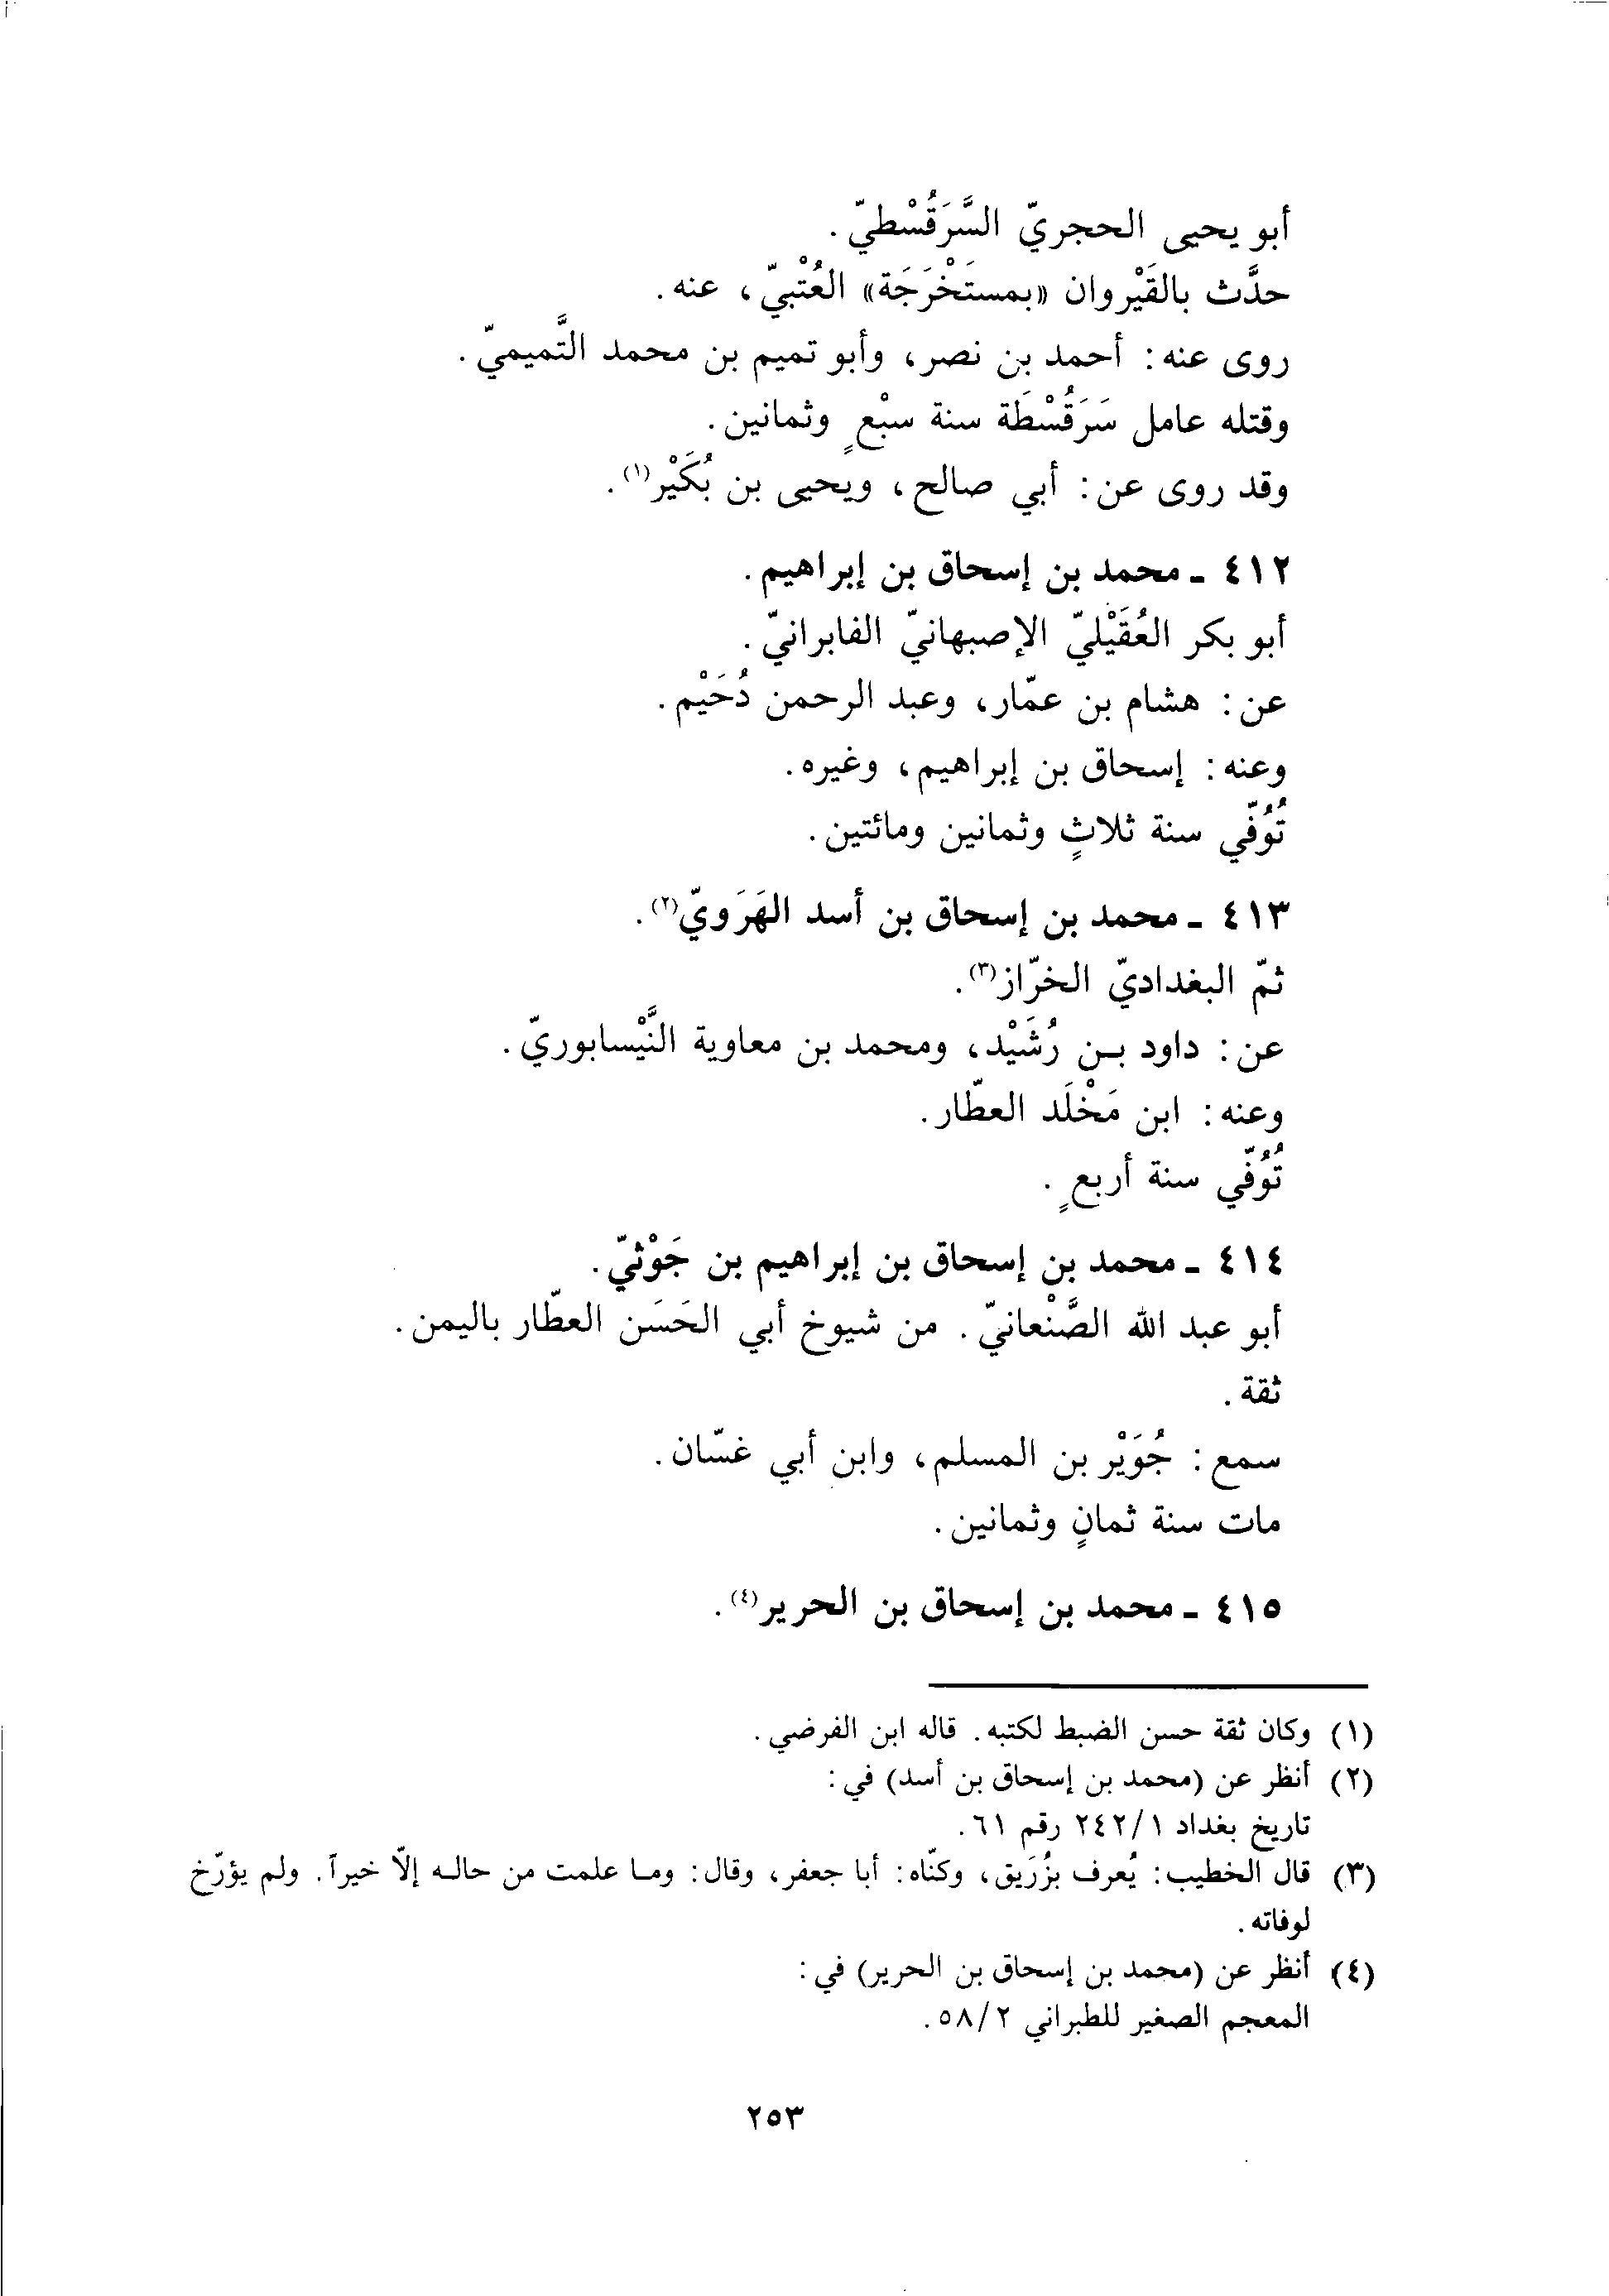 أبو يحيى الحجريّ السَّرَقُسْطيّ.
حدَّث بالقَيْروان «بمستَخْرَجَة» العُتْبيّ، عنه.
روى عنه: أحمد بن نصر، وأبو تميم بن محمد التَّميميّ.
وقتله عامل سَرَقُسْطَة سنة سبْعٍ وثمانين.
وقد روى عن: أبي صالح، ويحيى بن بُكَيْر(١).
٤١٢ - محمد بن إسحاق بن إبراهيم.
أبو بكر العُقَيْليّ الإصبهانيّ الفابرانيّ.
عن: هشام بن عمّار، وعبد الرحمن دُحَيْم.
وعنه: إسحاق بن إبراهيم، وغيره.
تُوُفّي سنة ثلاثٍ وثمانين ومائتين.
٤١٣ - محمد بن إسحاق بن أسد الهَرَويّ(٢).
ثمّ البغداديّ الخرّاز(٣).
عن: داود بـن رُشَيْد، ومحمد بن معاوية النَّيْسابوريّ.
وعنه: ابن مَخْلَد العطّار.
تُوُفّي سنة أربعٍ.
٤١٤ - محمد بن إسحاق بن إبراهيم بن جَوْثيّ.
أبو عبد الله الصَّنْعانيّ. من شيوخ أبي الحَسَن العطّار باليمن.
ثقة.
سمع: جُوَيْر بن المسلم، وابن أبي غسّان.
مات سنة ثمانٍ وثمانين.
٤١٥ - محمد بن إسحاق بن الحرير(٤).
(١) وكان ثقة حسن الضبط لكتبه. قاله ابن الفرضي.
(٢) أنظر عن (محمد بن إسحاق بن أسد) في:
تاريخ بغداد ٢٤٢/١ رقم ٦١.
(٣) قال الخطيب: يُعرف بزُرَيق، وكنّاه: أبا جعفر، وقال: ومـا علمت من حالـه إلّا خيراً. ولم يؤرّخ
لوفاته.
(٤) أنظر عن (محمد بن إسحاق بن الحرير) في:
المعجم الصغير للطبراني ٥٨/٢.
٢٥٣